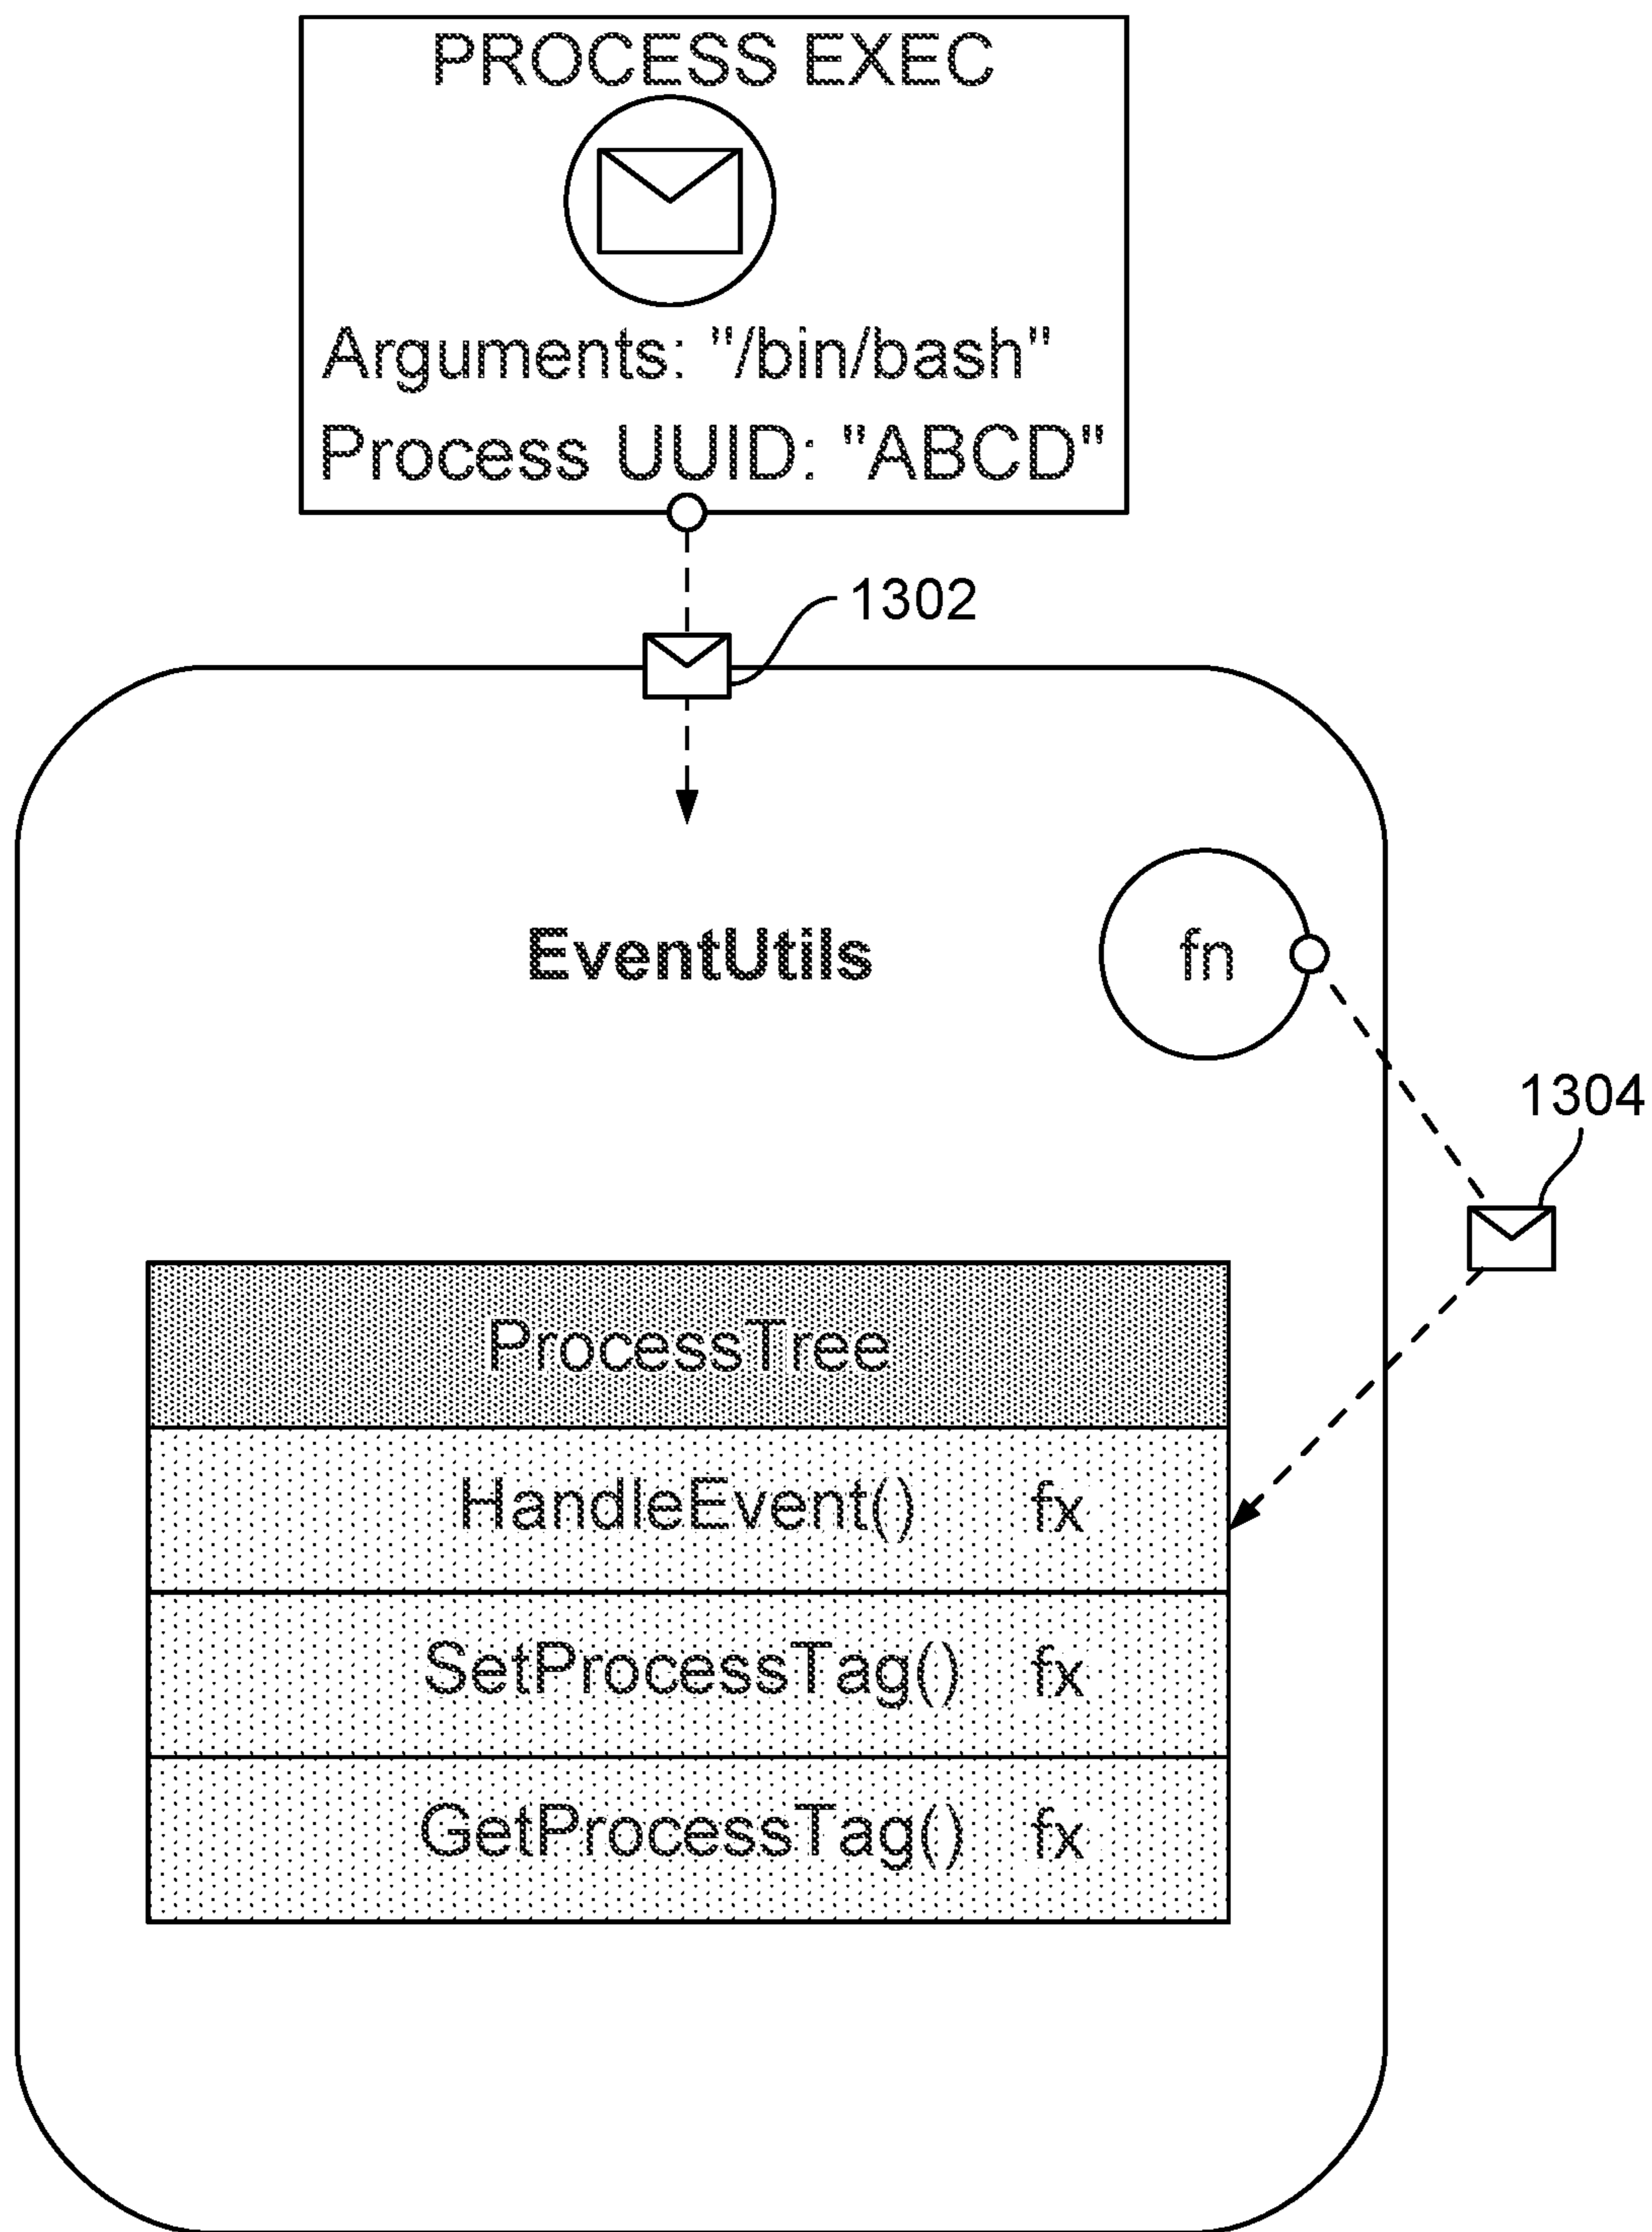 PROCESS EXEC
Arguments: "/bin/bash"
Process UUID: "ABCD"
1302
EventUtils
fn
1304
ProcessTree
HandleEvent() fx
SetProcessTag() fx
GetProcessTag() fx